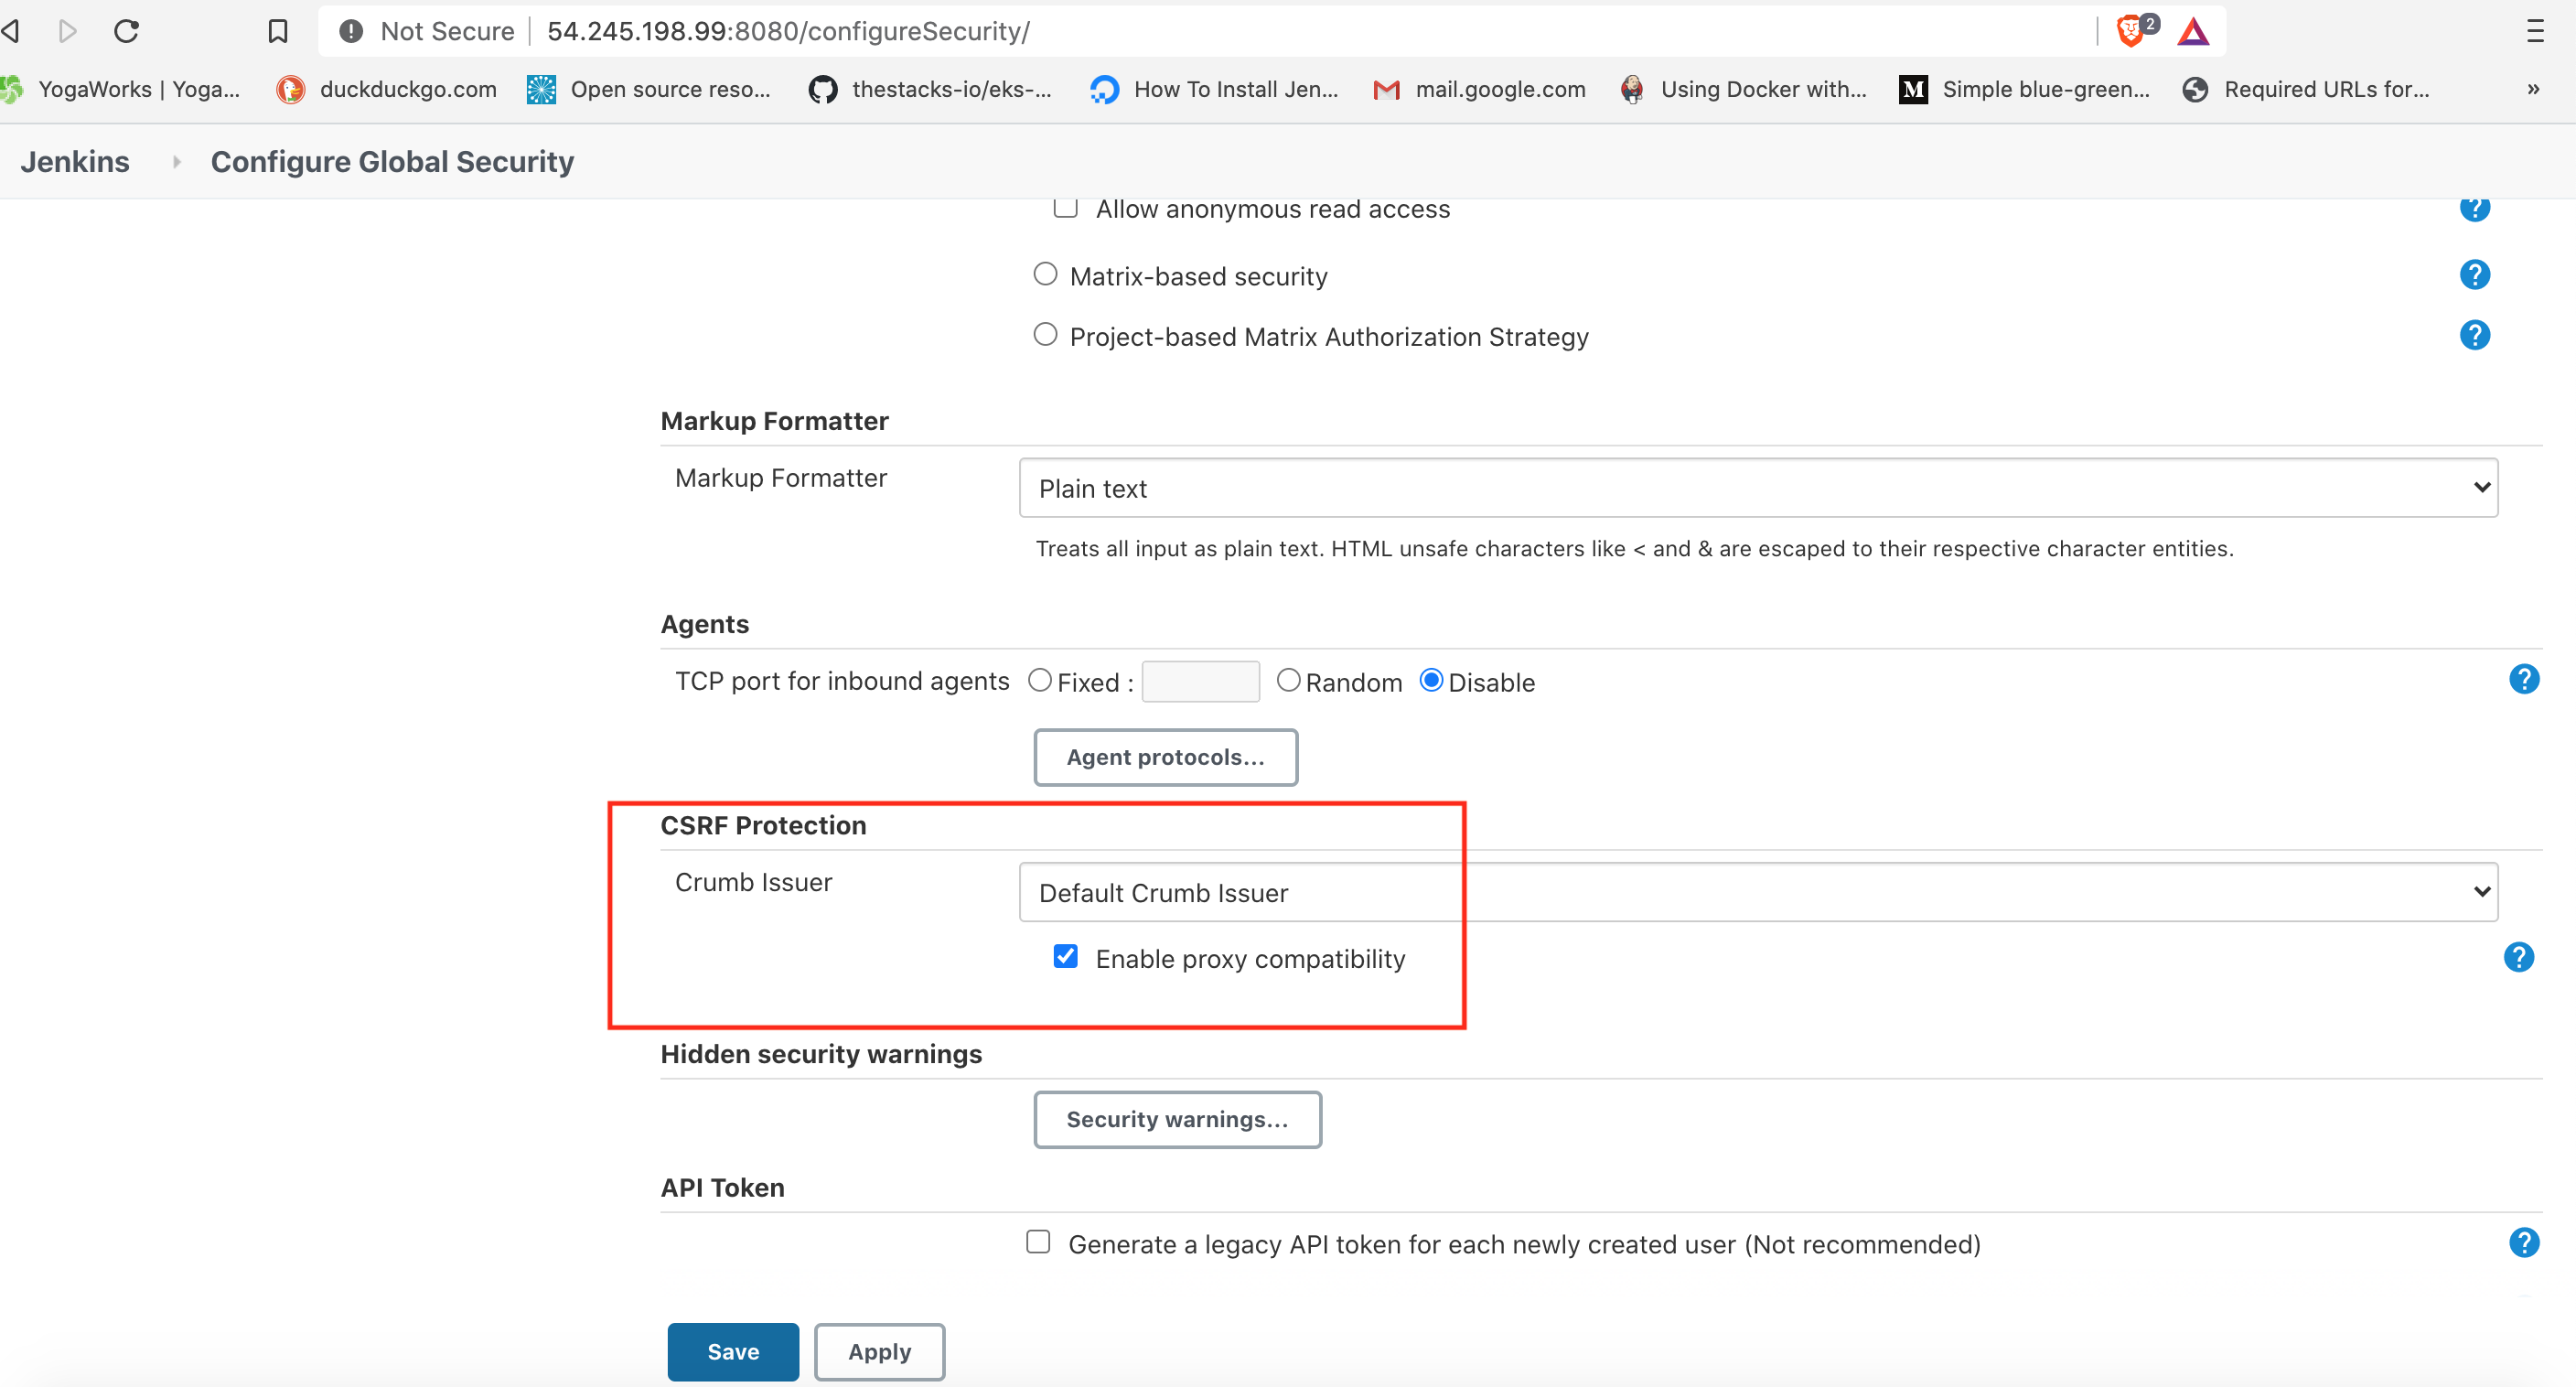 Not Secure 54.245.198.99:8080/configureSecurity/ 2
YogaWorks | Yoga... duckduckgo.com Open source reso... thestacks-io/eks-... How To Install Jen... mail.google.com Using Docker with... M Simple blue-green... Required URLs for... »
Jenkins Configure Global Security
Allow anonymous read access ?
Matrix-based security ?
Project-based Matrix Authorization Strategy ?
Markup Formatter
Markup Formatter Plain text
Treats all input as plain text. HTML unsafe characters like < and & are escaped to their respective character entities.
Agents
TCP port for inbound agents Fixed : Random Disable ?
Agent protocols...
CSRF Protection
Crumb Issuer Default Crumb Issuer
Enable proxy compatibility ?
Hidden security warnings
Security warnings...
API Token
Generate a legacy API token for each newly created user (Not recommended) ?
Save Apply